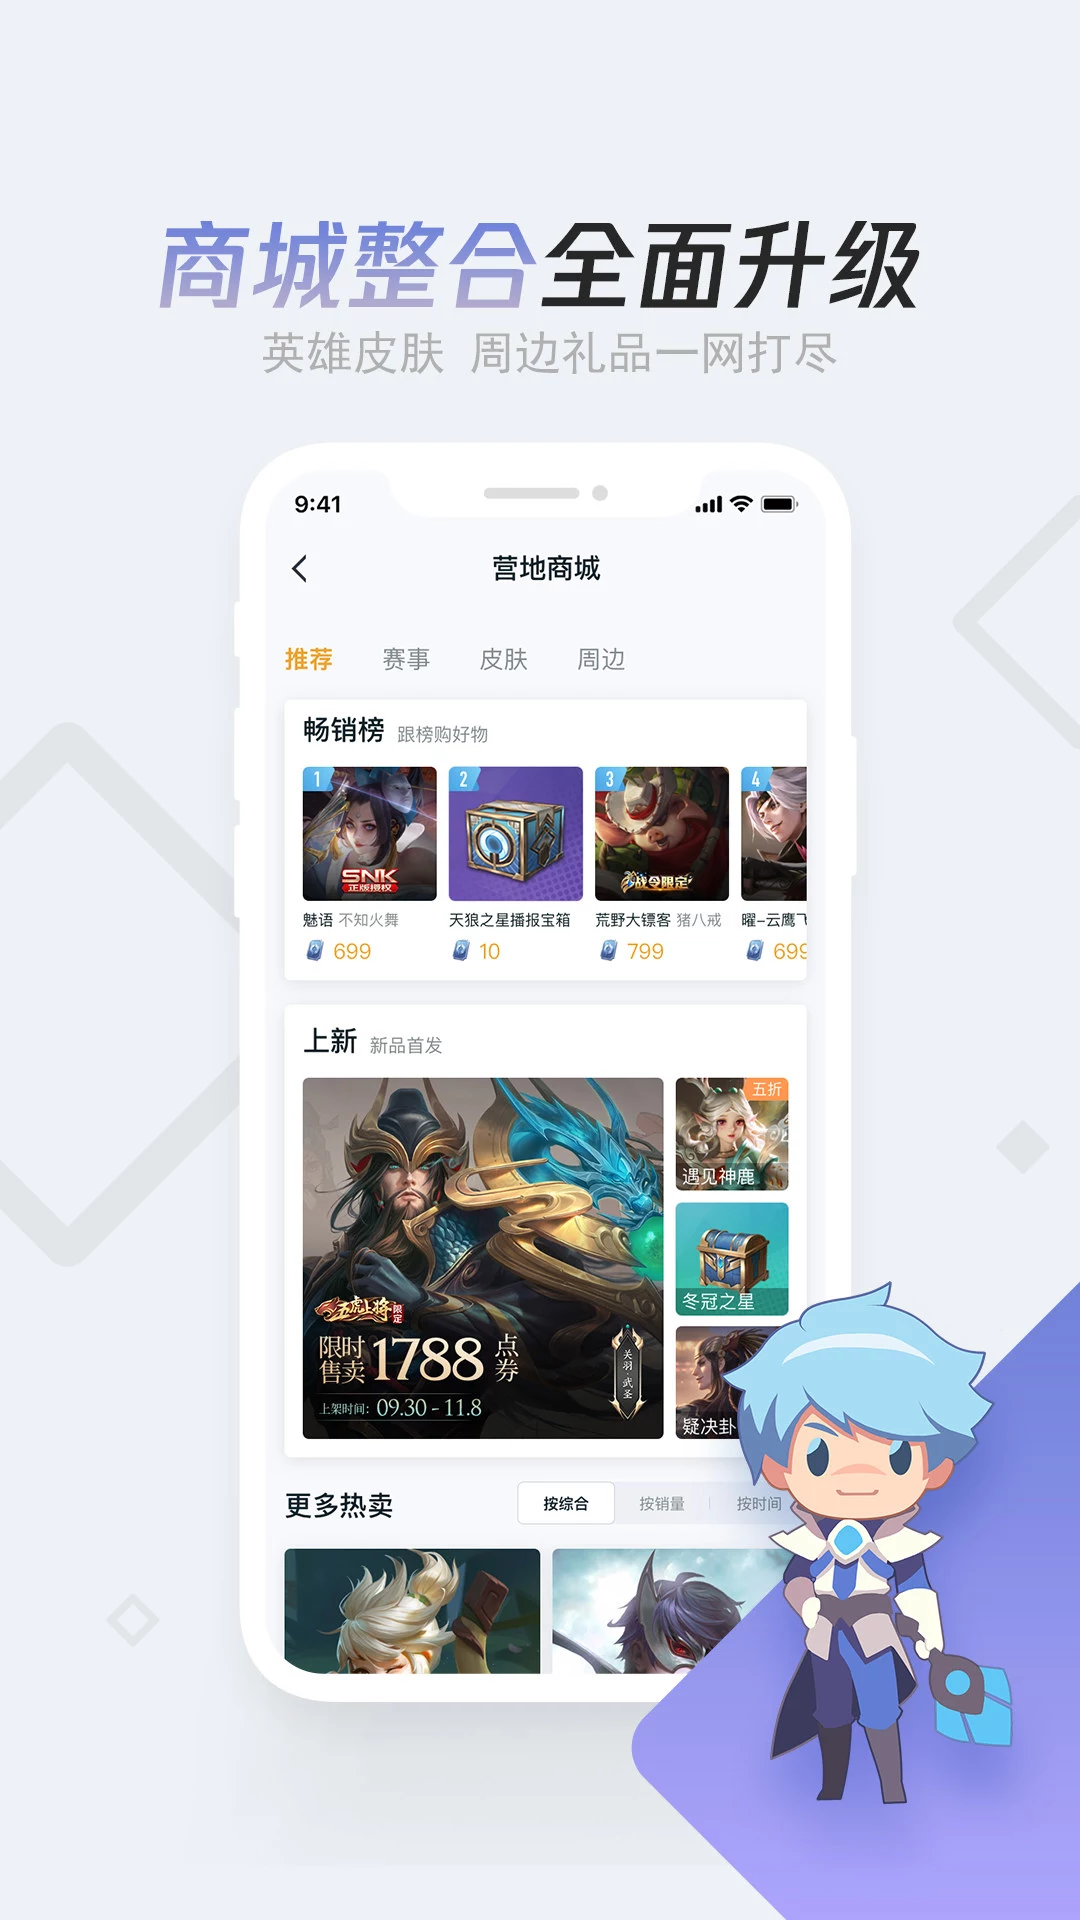 商城整合全面升级
英雄皮肤 周边礼品一网打尽
9:41
营地商城
推荐 赛事 皮肤 周边
畅销榜 跟榜购好物
1 2 3 4
SNK
正版授权
战令限定
魅语 不知火舞 天狼之星播报宝箱 荒野大镖客 猪八戒 曜-云鹰飞
699 10 799 699
上新 新品首发
五折
遇见神鹿
冬冠之星
五虎上将 限定
限时售卖 1788 点券
上架时间: 09.30 - 11.8
关羽·武圣
疑决卦
更多热卖 按综合 按销量 按时间